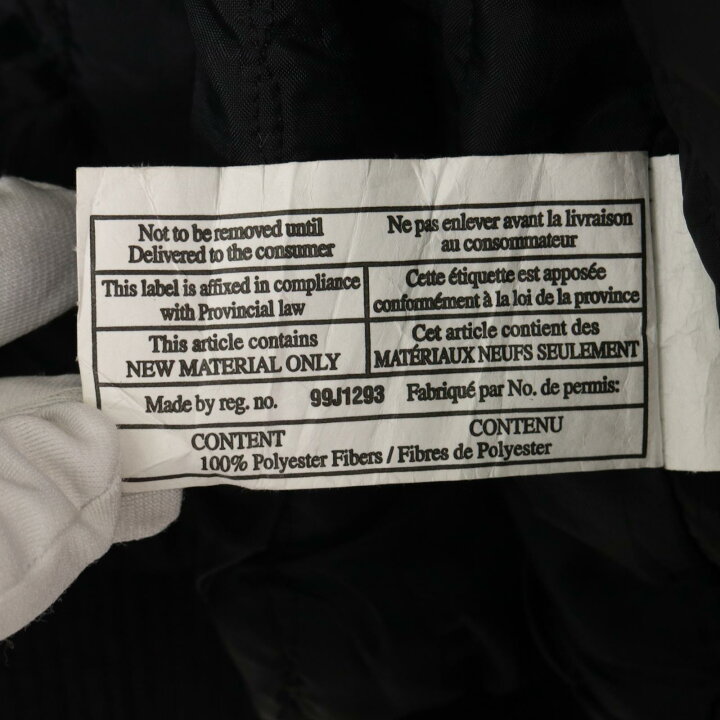 Not to be removed until
Delivered to the consumer
Ne pas enlever avant la livraison
au consommateur
This label is affixed in compliance
with Provincial law
Cette étiquette est apposée
conformément à la loi de la province
This article contains
NEW MATERIAL ONLY
Cet article contient des
MATÉRIAUX NEUFS SEULEMENT
Made by reg. no. 99J1293 Fabriqué par No. de permis:
CONTENT CONTENU
100% Polyester Fibers / Fibres de Polyester